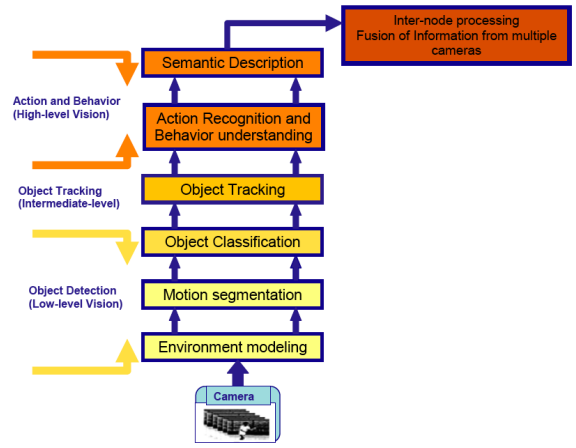 Inter-node processing
Fusion of Information from multiple
cameras
Semantic Description
Action and Behavior
(High-level Vision)
Action Recognition and
Behavior understanding
Object Tracking
(Intermediate-level)
Object Tracking
Object Classification
Object Detection
(Low-level Vision)
Motion segmentation
Environment modeling
Camera